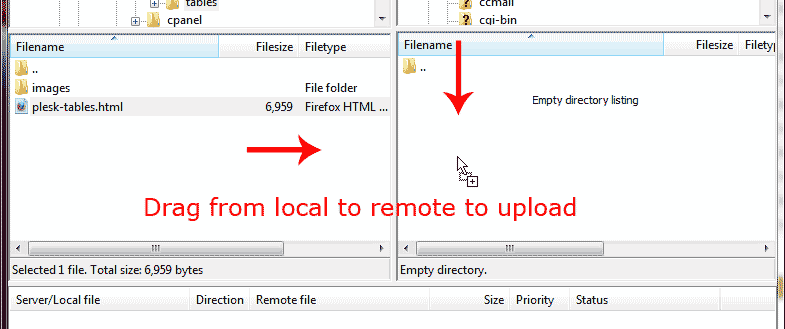 tables
cpanel
ccmail
cgi-bin
Filename Filesize Filetype
..
images File folder
plesk-tables.html 6,959 Firefox HTML ...
Selected 1 file. Total size: 6,959 bytes
Filename Filesize Filety
..
Empty directory listing
Empty directory.
Drag from local to remote to upload
Server/Local file Direction Remote file Size Priority Status